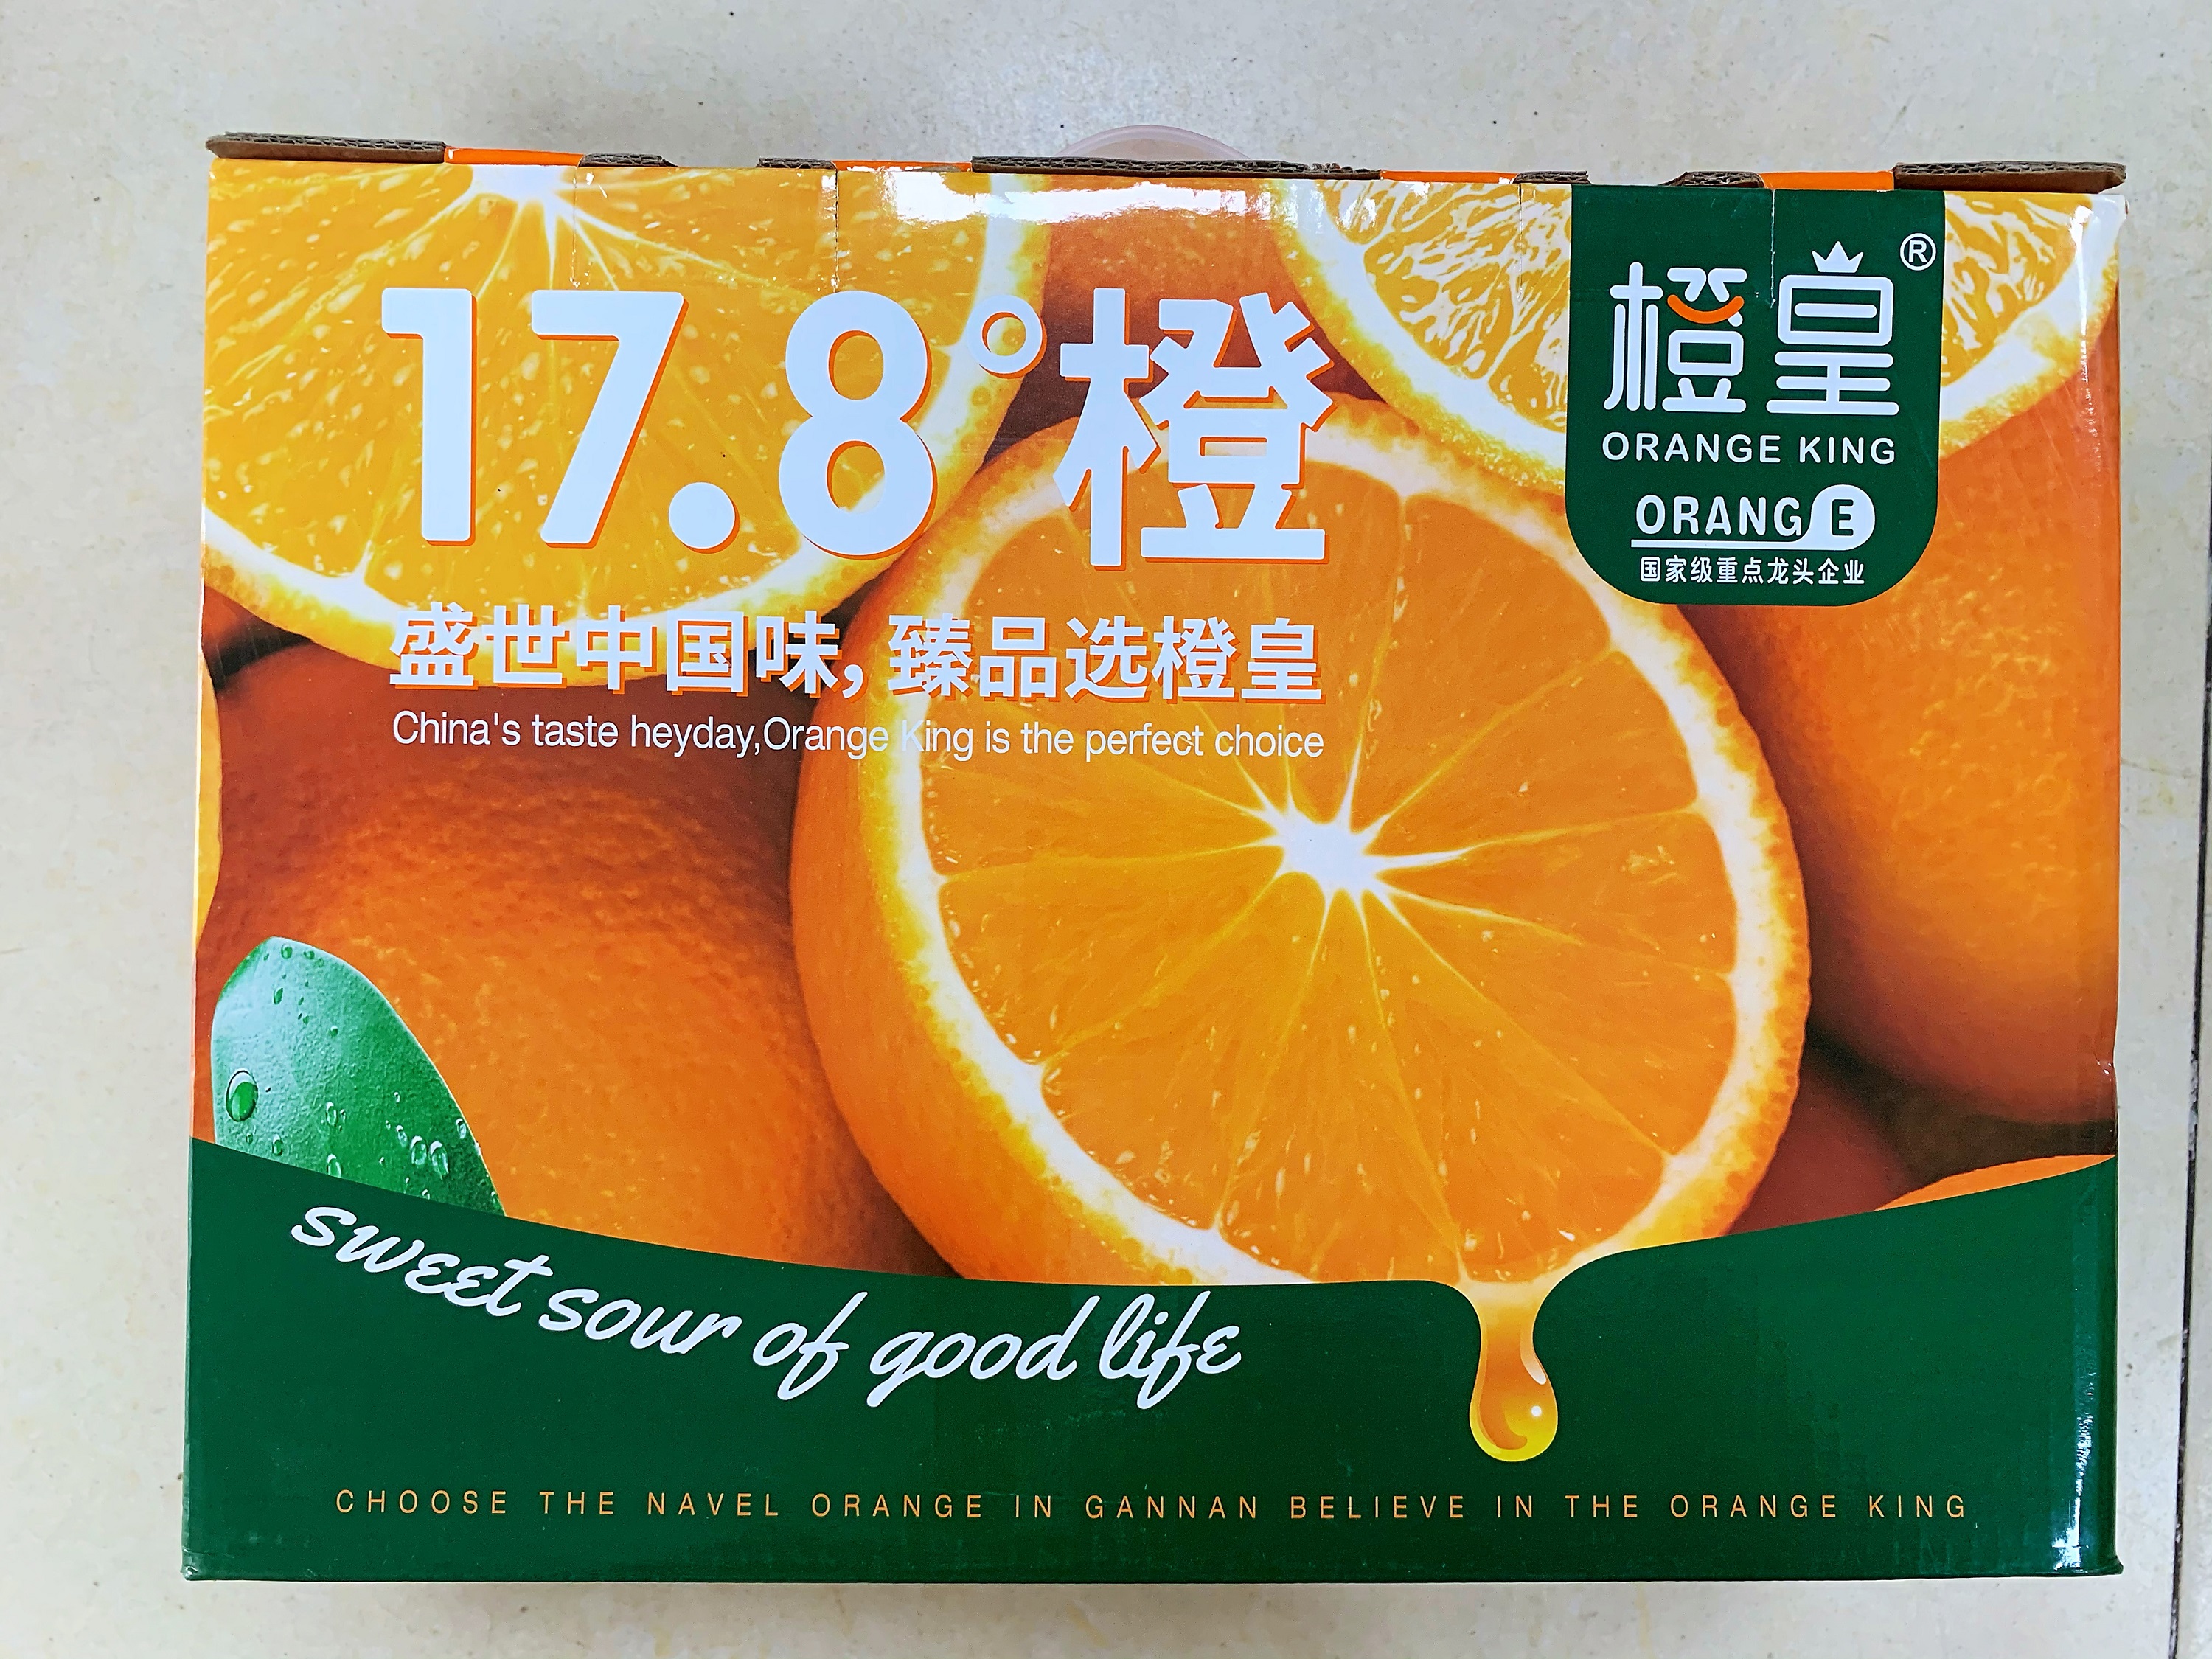 17.8°橙
盛世中国味,臻品选橙皇
China's taste heyday,Orange King is the perfect choice
橙皇®
ORANGE KING
ORANGE
国家级重点龙头企业
sweet sour of good life
CHOOSE THE NAVEL ORANGE IN GANNAN BELIEVE IN THE ORANGE KING